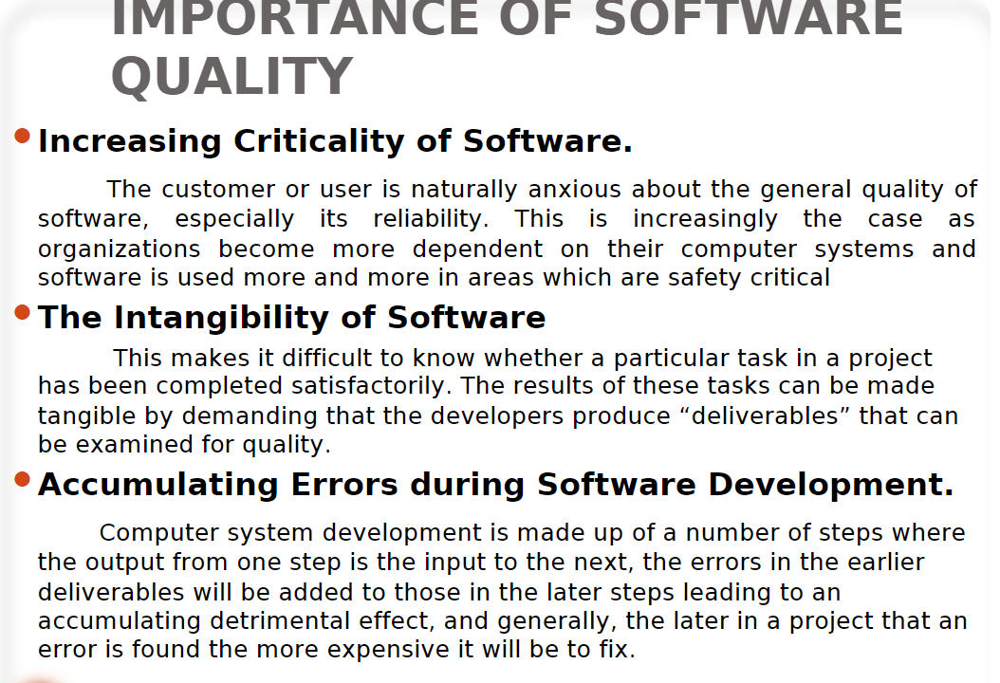 IMPORTANCE OF SOFTWARE
QUALITY
Increasing Criticality of Software.
The customer or user is naturally anxious about the general quality of
software, especially its reliability. This is increasingly the case as
organizations become more dependent on their computer systems and
software is used more and more in areas which are safety critical
The Intangibility of Software
This makes it difficult to know whether a particular task in a project
has been completed satisfactorily. The results of these tasks can be made
tangible by demanding that the developers produce “deliverables” that can
be examined for quality.
Accumulating Errors during Software Development.
Computer system development is made up of a number of steps where
the output from one step is the input to the next, the errors in the earlier
deliverables will be added to those in the later steps leading to an
accumulating detrimental effect, and generally, the later in a project that an
error is found the more expensive it will be to fix.